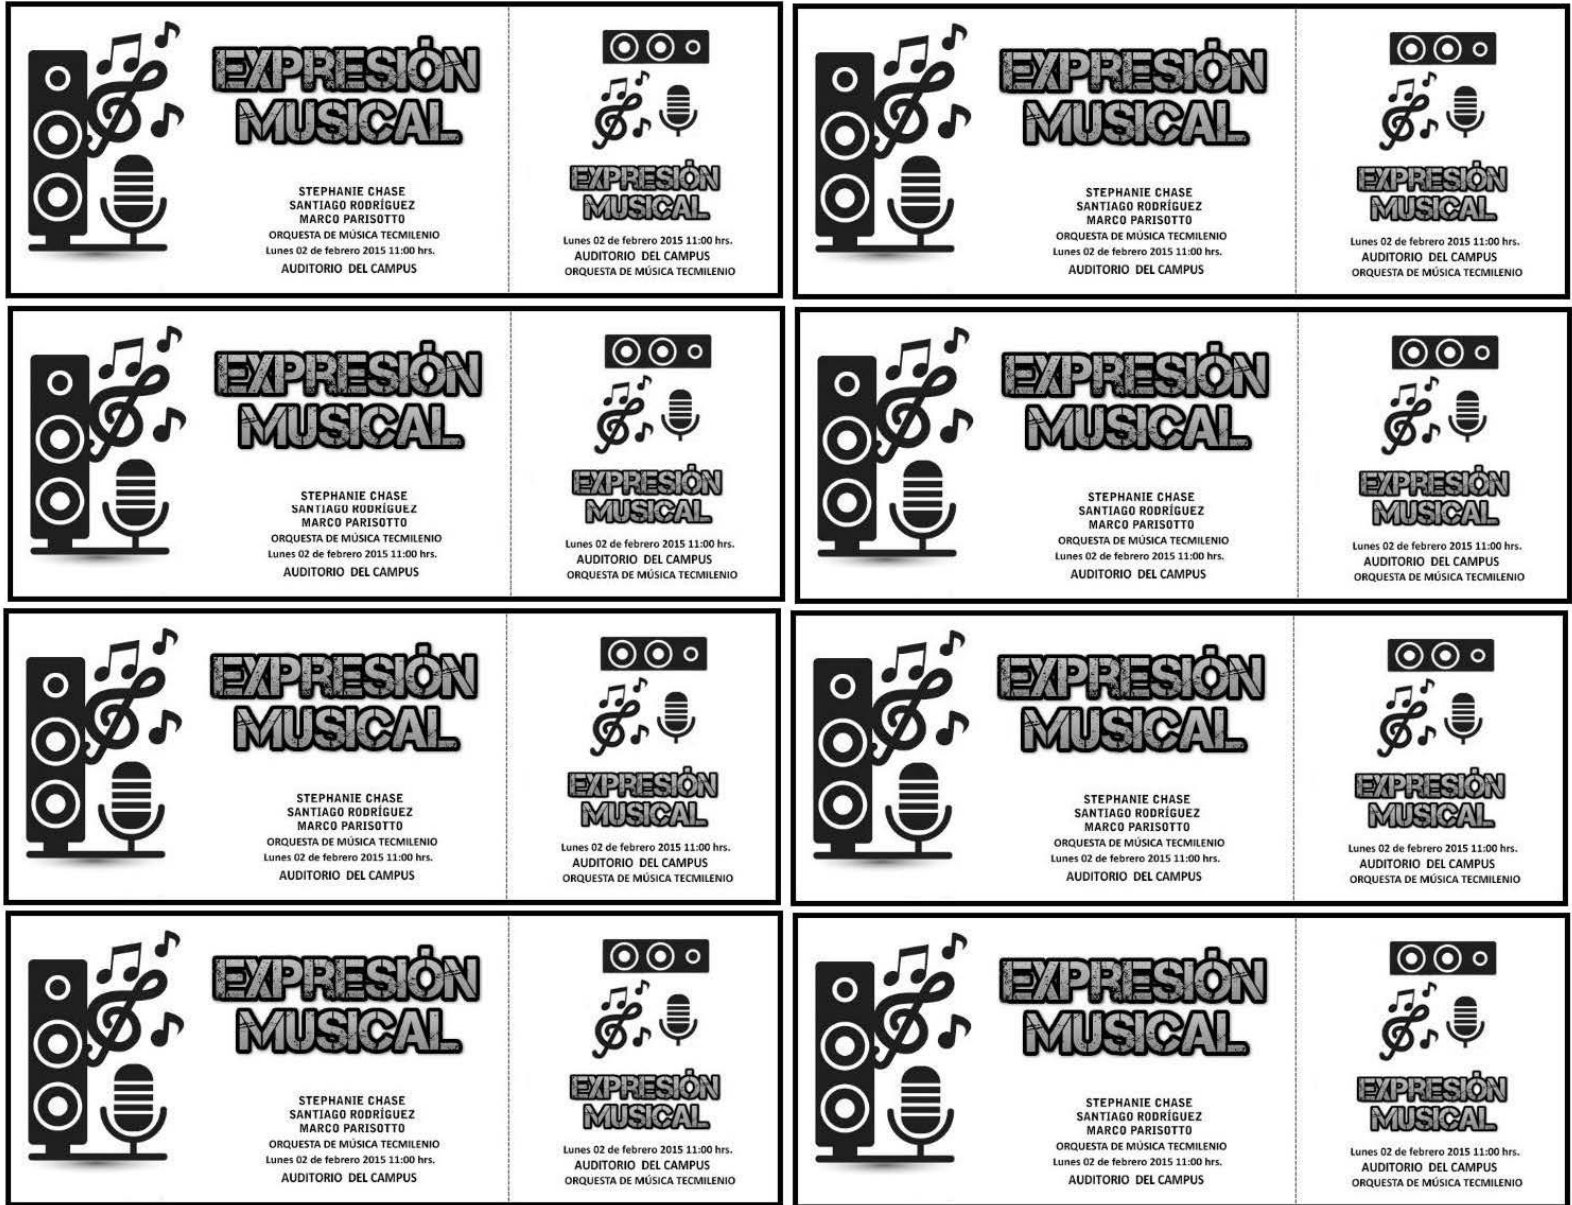 EXPRESIÓN
MUSICAL
STEPHANIE CHASE
SANTIAGO RODRÍGUEZ
MARCO PARISOTTO
ORQUESTA DE MÚSICA TECMILENIO
Lunes 02 de febrero 2015 11:00 hrs.
AUDITORIO DEL CAMPUS
EXPRESIÓN
MUSICAL
Lunes 02 de febrero 2015 11:00 hrs.
AUDITORIO DEL CAMPUS
ORQUESTA DE MÚSICA TECMILENIO
EXPRESIÓN
MUSICAL
STEPHANIE CHASE
SANTIAGO RODRÍGUEZ
MARCO PARISOTTO
ORQUESTA DE MÚSICA TECMILENIO
Lunes 02 de febrero 2015 11:00 hrs.
AUDITORIO DEL CAMPUS
EXPRESIÓN
MUSICAL
Lunes 02 de febrero 2015 11:00 hrs.
AUDITORIO DEL CAMPUS
ORQUESTA DE MÚSICA TECMILENIO
EXPRESIÓN
MUSICAL
STEPHANIE CHASE
SANTIAGO RODRÍGUEZ
MARCO PARISOTTO
ORQUESTA DE MÚSICA TECMILENIO
Lunes 02 de febrero 2015 11:00 hrs.
AUDITORIO DEL CAMPUS
EXPRESIÓN
MUSICAL
Lunes 02 de febrero 2015 11:00 hrs.
AUDITORIO DEL CAMPUS
ORQUESTA DE MÚSICA TECMILENIO
EXPRESIÓN
MUSICAL
STEPHANIE CHASE
SANTIAGO RODRÍGUEZ
MARCO PARISOTTO
ORQUESTA DE MÚSICA TECMILENIO
Lunes 02 de febrero 2015 11:00 hrs.
AUDITORIO DEL CAMPUS
EXPRESIÓN
MUSICAL
Lunes 02 de febrero 2015 11:00 hrs.
AUDITORIO DEL CAMPUS
ORQUESTA DE MÚSICA TECMILENIO
EXPRESIÓN
MUSICAL
STEPHANIE CHASE
SANTIAGO RODRÍGUEZ
MARCO PARISOTTO
ORQUESTA DE MÚSICA TECMILENIO
Lunes 02 de febrero 2015 11:00 hrs.
AUDITORIO DEL CAMPUS
EXPRESIÓN
MUSICAL
Lunes 02 de febrero 2015 11:00 hrs.
AUDITORIO DEL CAMPUS
ORQUESTA DE MÚSICA TECMILENIO
EXPRESIÓN
MUSICAL
STEPHANIE CHASE
SANTIAGO RODRÍGUEZ
MARCO PARISOTTO
ORQUESTA DE MÚSICA TECMILENIO
Lunes 02 de febrero 2015 11:00 hrs.
AUDITORIO DEL CAMPUS
EXPRESIÓN
MUSICAL
Lunes 02 de febrero 2015 11:00 hrs.
AUDITORIO DEL CAMPUS
ORQUESTA DE MÚSICA TECMILENIO
EXPRESIÓN
MUSICAL
STEPHANIE CHASE
SANTIAGO RODRÍGUEZ
MARCO PARISOTTO
ORQUESTA DE MÚSICA TECMILENIO
Lunes 02 de febrero 2015 11:00 hrs.
AUDITORIO DEL CAMPUS
EXPRESIÓN
MUSICAL
Lunes 02 de febrero 2015 11:00 hrs.
AUDITORIO DEL CAMPUS
ORQUESTA DE MÚSICA TECMILENIO
EXPRESIÓN
MUSICAL
STEPHANIE CHASE
SANTIAGO RODRÍGUEZ
MARCO PARISOTTO
ORQUESTA DE MÚSICA TECMILENIO
Lunes 02 de febrero 2015 11:00 hrs.
AUDITORIO DEL CAMPUS
EXPRESIÓN
MUSICAL
Lunes 02 de febrero 2015 11:00 hrs.
AUDITORIO DEL CAMPUS
ORQUESTA DE MÚSICA TECMILENIO